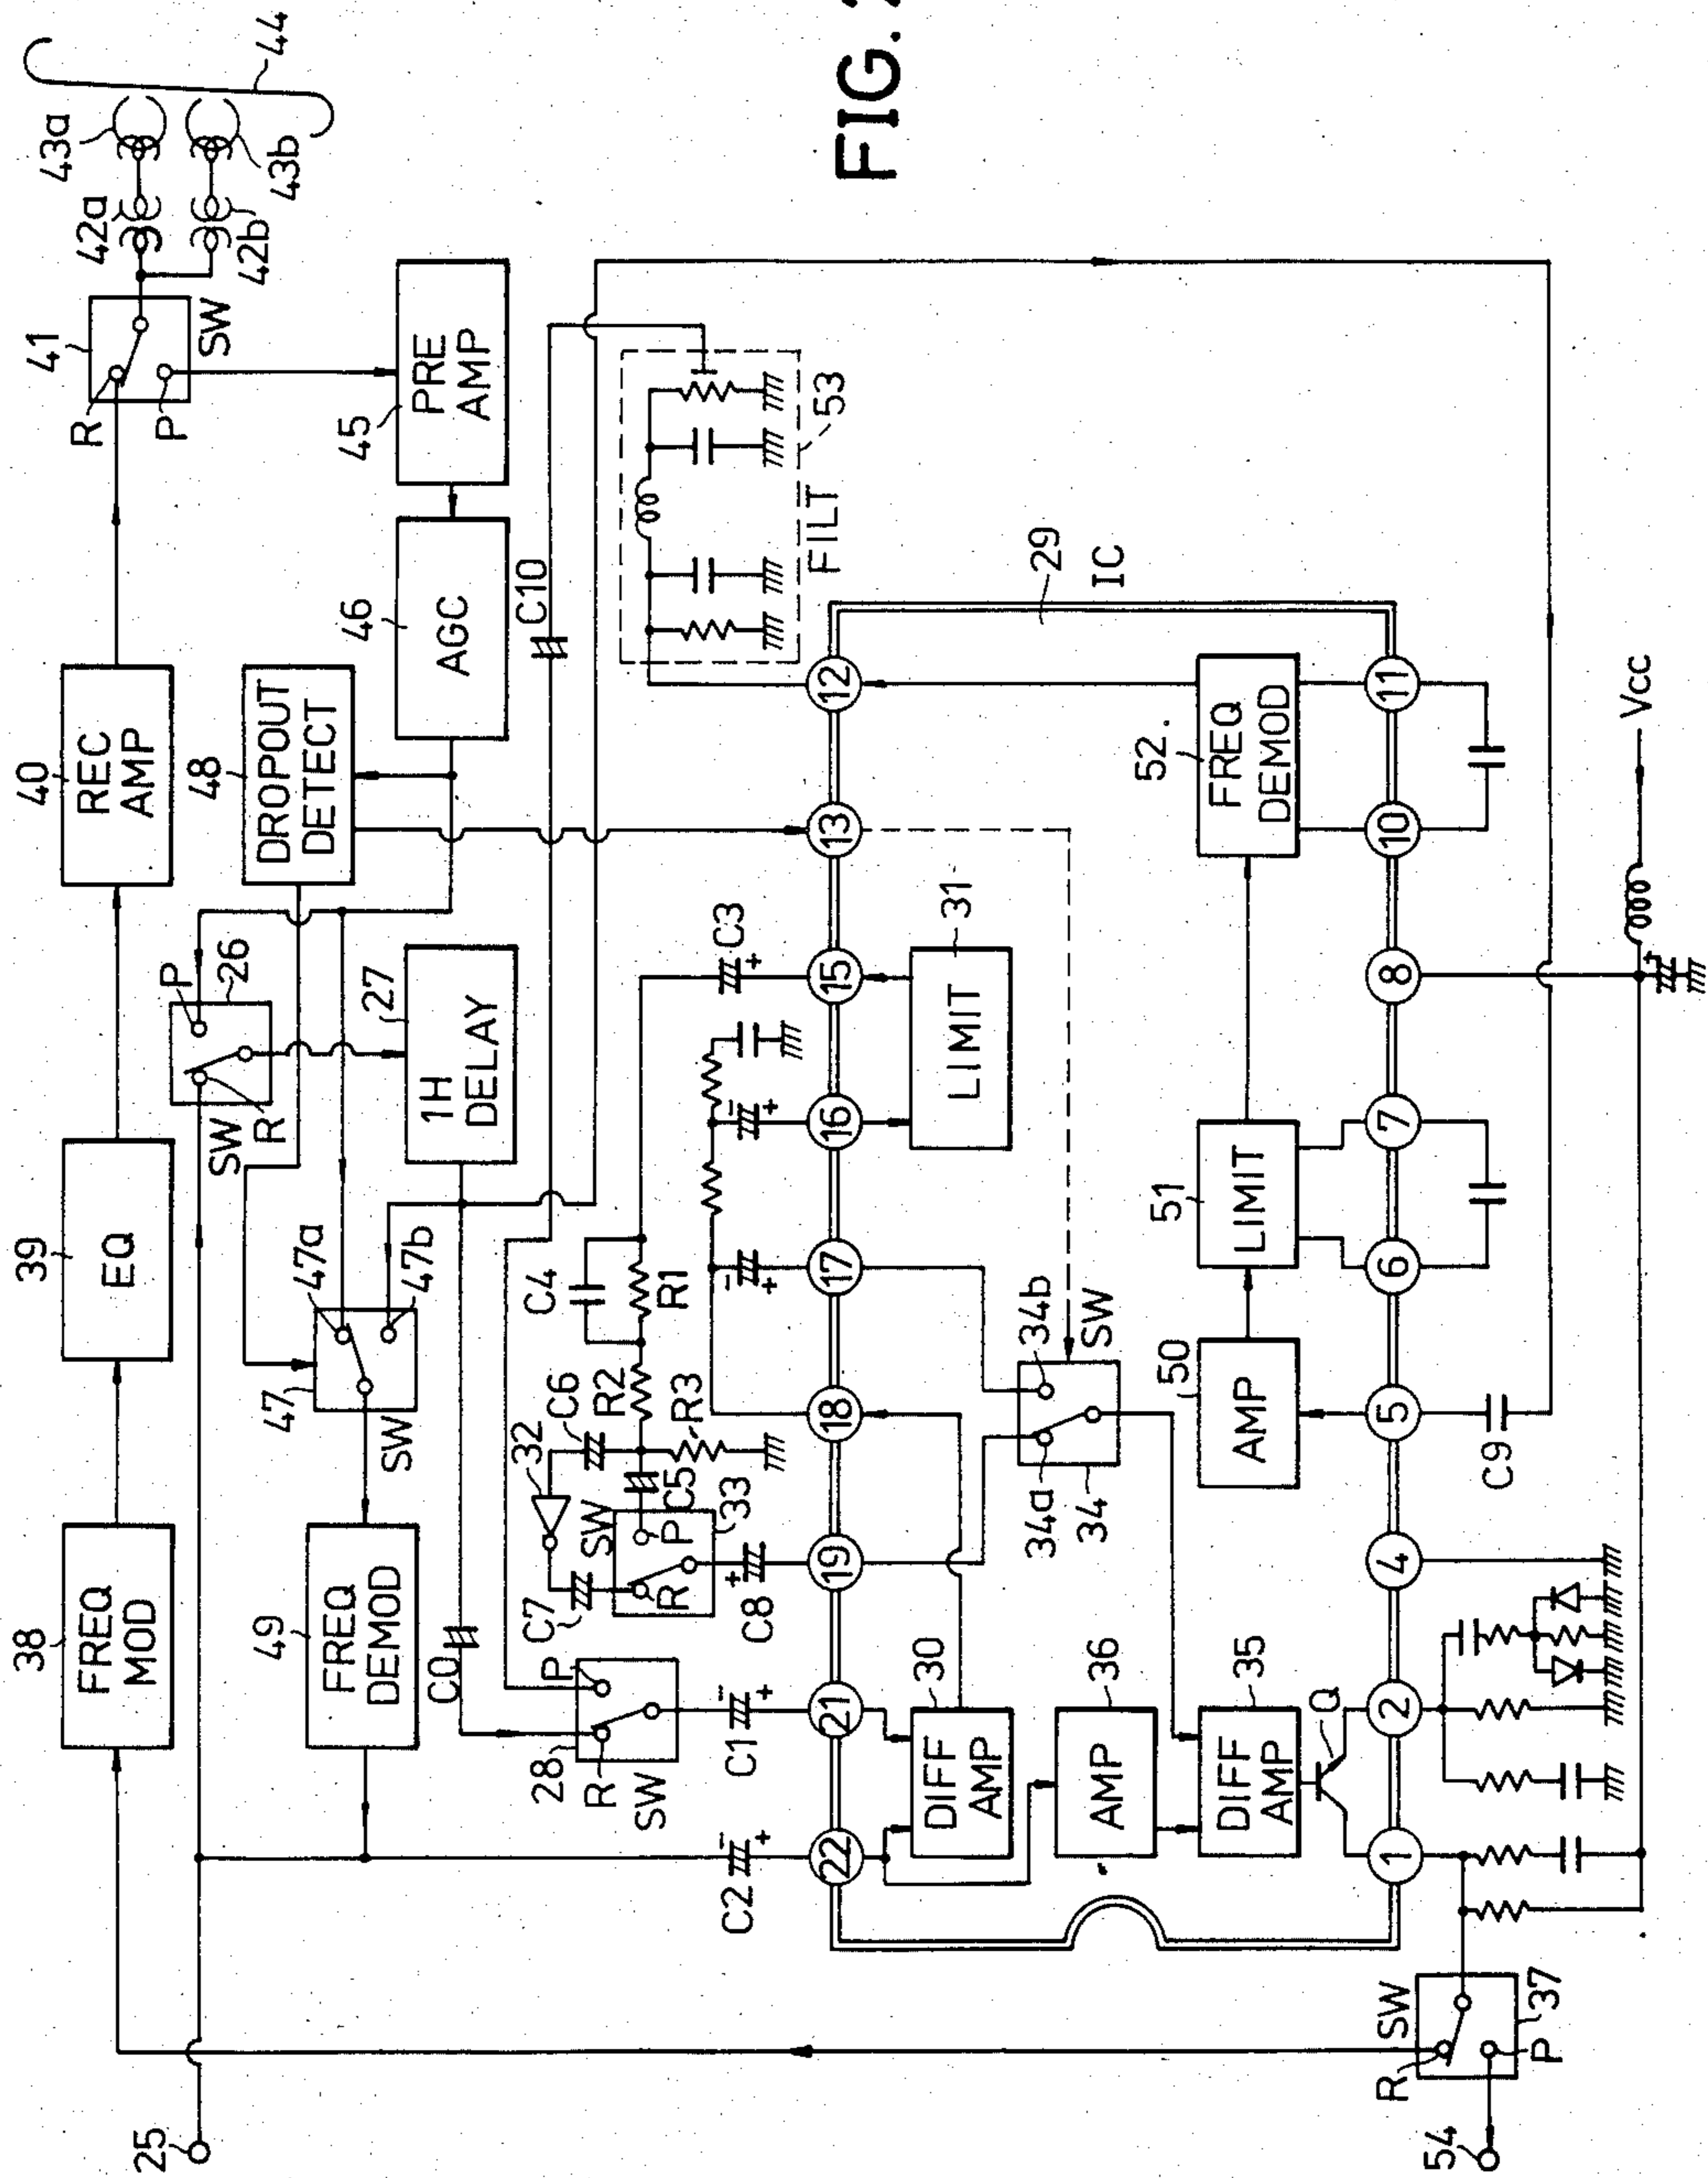 38
FREQ
MOD
39
EQ
40
REC
AMP
41
R
P
SW
42a
42b
43a
43b
44
25
49
FREQ
DEMOD
47
47a
47b
SW
SW
R
P
26
48
DROPOUT
DETECT
27
1H
DELAY
46
AGC
45
PRE
AMP
C0
C10
28
R
P
SW
C7
32
C6
SW
R
P
33
C5
R2
R3
C4
R1
C3
C8
C1
C2
53
FILT
FIG.
22
21
19
18
17
16
15
13
12
30
DIFF
AMP
31
LIMIT
29
IC
34a
34b
34
SW
36
AMP
35
DIFF
AMP
Q
50
AMP
51
LIMIT
52
FREQ
DEMOD
1
2
4
5
6
7
8
10
11
C9
Vcc
SW
R
P
37
54